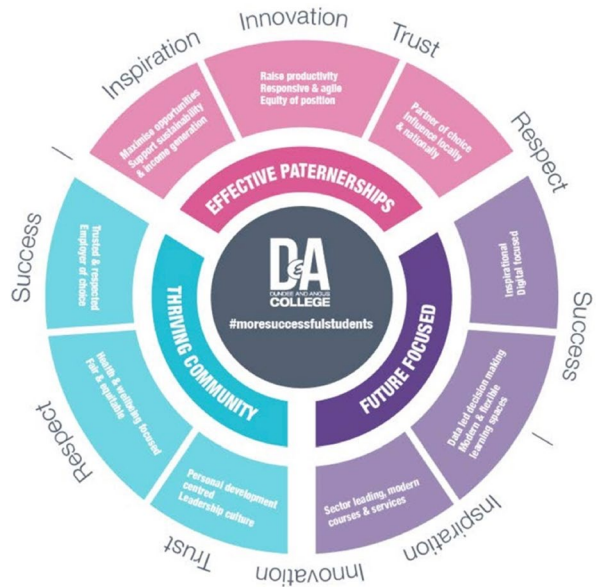 Innovation
Trust
Respect
Success
/
Inspiration
Innovation
Trust
Respect
Success
/
Inspiration
Raise productivity
Responsive & agile
Equity of position
Partner of choice
Influence locally
& nationally
Inspirational
Digital focused
Data led decision making
Modern & flexible
learning spaces
Sector leading, modern
courses & services
Personal development
centred
Leadership culture
Health & wellbeing focused
Fair & equitable
Trusted & respected
Employer of choice
Maximise opportunities
Support sustainability
& income generation
EFFECTIVE PATERNERSHIPS
FUTURE FOCUSED
THRIVING COMMUNITY
D&A
DUNDEE AND ANGUS
COLLEGE
#moresuccessfulstudents